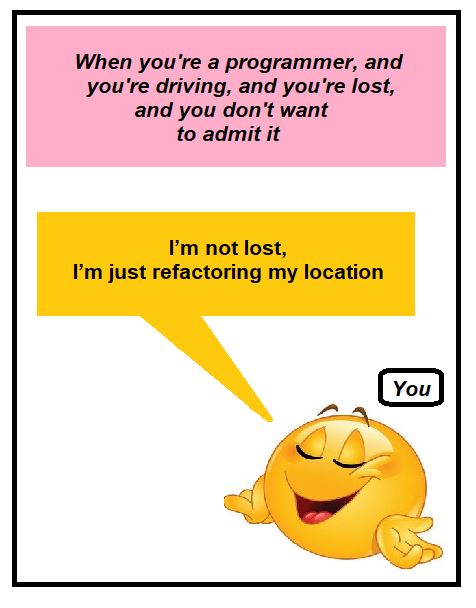 When you're a programmer, and
you're driving, and you're lost,
and you don't want
to admit it
I’m not lost,
I’m just refactoring my location
You